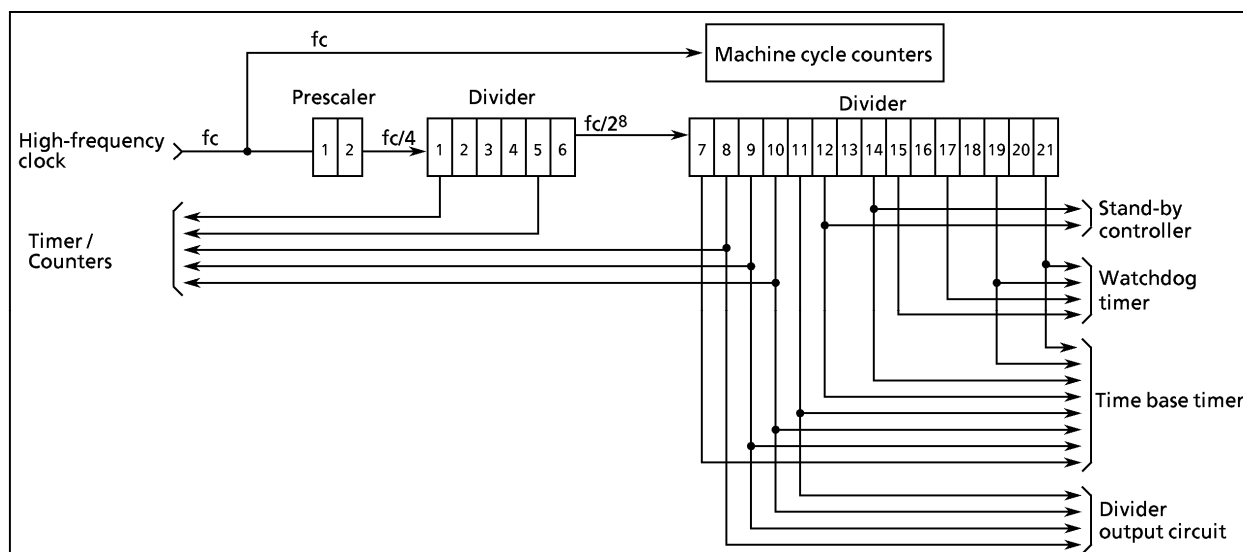 fc
Machine cycle counters
Prescaler
Divider
Divider
High-frequency
clock
fc
1 2
fc/4
1 2 3 4 5 6
fc/2⁸
7 8 9 10 11 12 13 14 15 16 17 18 19 20 21
Timer /
Counters
Stand-by
controller
Watchdog
timer
Time base timer
Divider
output circuit